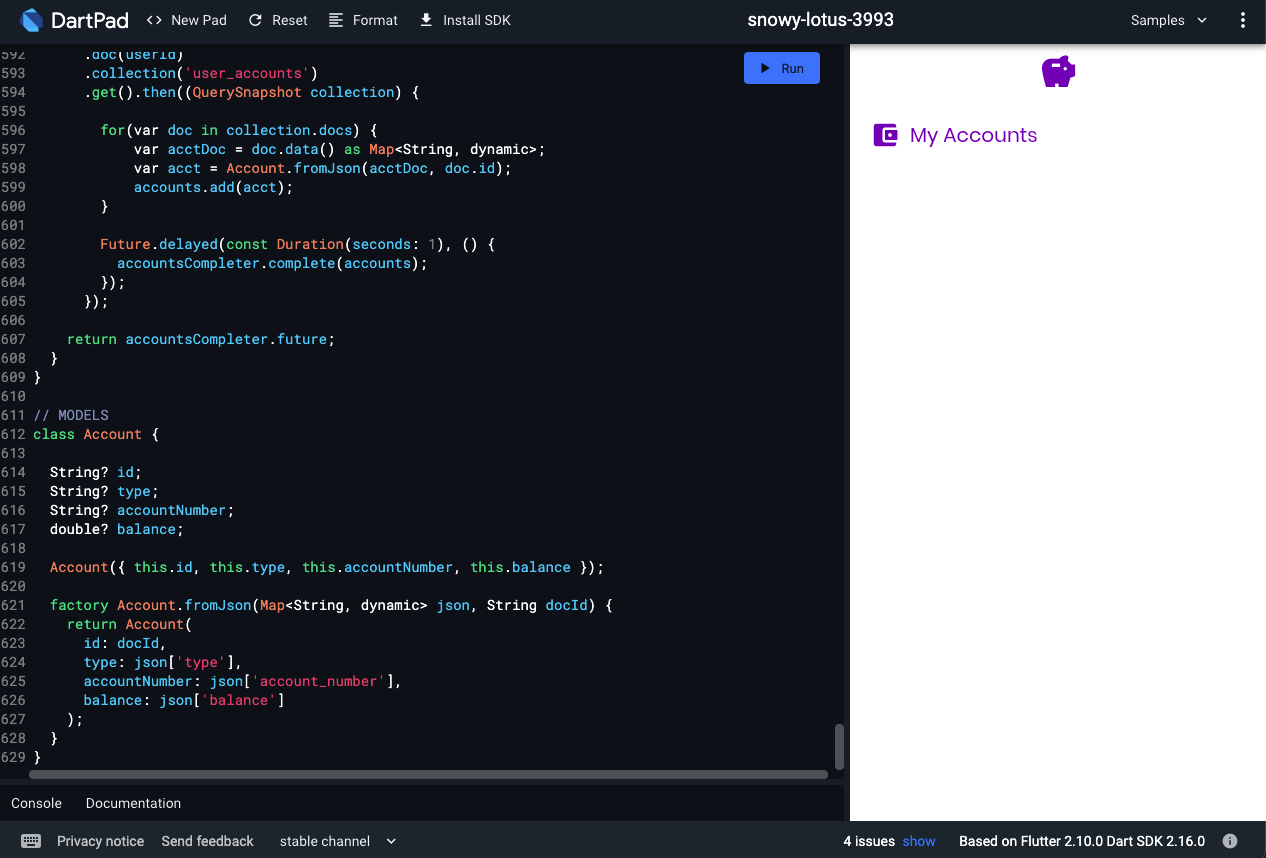 DartPad
<> New Pad
Reset
Format
Install SDK
snowy-lotus-3993
Samples
592       .doc(userId)
593       .collection('user_accounts')
594       .get().then((QuerySnapshot collection) {
595
596         for(var doc in collection.docs) {
597             var acctDoc = doc.data() as Map<String, dynamic>;
598             var acct = Account.fromJson(acctDoc, doc.id);
599             accounts.add(acct);
600         }
601
602         Future.delayed(const Duration(seconds: 1), () {
603           accountsCompleter.complete(accounts);
604         });
605       });
606
607     return accountsCompleter.future;
608   }
609 }
610
611 // MODELS
612 class Account {
613
614   String? id;
615   String? type;
616   String? accountNumber;
617   double? balance;
618
619   Account({ this.id, this.type, this.accountNumber, this.balance });
620
621   factory Account.fromJson(Map<String, dynamic> json, String docId) {
622     return Account(
623       id: docId,
624       type: json['type'],
625       accountNumber: json['account_number'],
626       balance: json['balance']
627     );
628   }
629 }
Run
My Accounts
Console
Documentation
Privacy notice
Send feedback
stable channel
4 issues show
Based on Flutter 2.10.0 Dart SDK 2.16.0